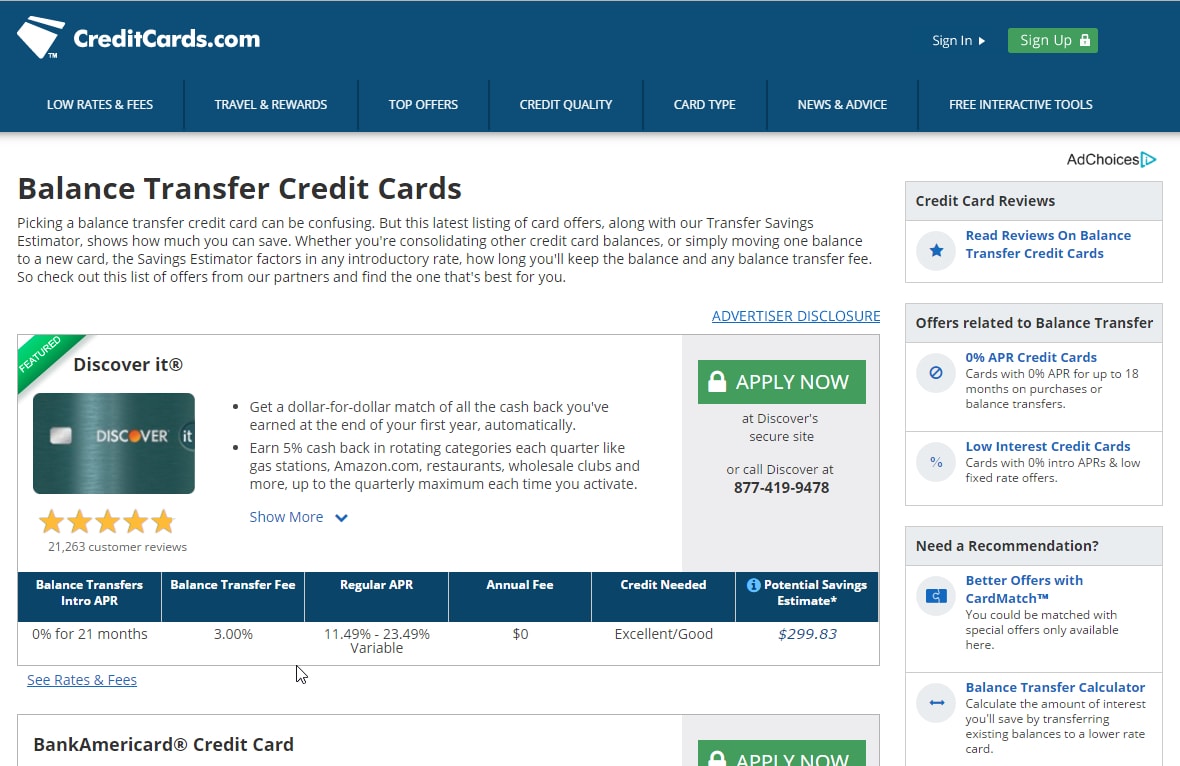 CreditCards.com
TM
Sign In
Sign Up
LOW RATES & FEES
TRAVEL & REWARDS
TOP OFFERS
CREDIT QUALITY
CARD TYPE
NEWS & ADVICE
FREE INTERACTIVE TOOLS
AdChoices
Balance Transfer Credit Cards
Picking a balance transfer credit card can be confusing. But this latest listing of card offers, along with our Transfer Savings
Estimator, shows how much you can save. Whether you're consolidating other credit card balances, or simply moving one balance
to a new card, the Savings Estimator factors in any introductory rate, how long you'll keep the balance and any balance transfer fee.
So check out this list of offers from our partners and find the one that's best for you.
ADVERTISER DISCLOSURE
FEATURED
Discover it®
DISCOVER it
21,263 customer reviews
• Get a dollar-for-dollar match of all the cash back you've
earned at the end of your first year, automatically.
• Earn 5% cash back in rotating categories each quarter like
gas stations, Amazon.com, restaurants, wholesale clubs and
more, up to the quarterly maximum each time you activate.
Show More
APPLY NOW
at Discover's
secure site
or call Discover at
877-419-9478
Balance Transfers
Intro APR
Balance Transfer Fee
Regular APR
Annual Fee
Credit Needed
Potential Savings
Estimate*
0% for 21 months
3.00%
11.49% - 23.49%
Variable
$0
Excellent/Good
$299.83
See Rates & Fees
BankAmericard® Credit Card
APPLY NOW
Credit Card Reviews
Read Reviews On Balance
Transfer Credit Cards
Offers related to Balance Transfer
0% APR Credit Cards
Cards with 0% APR for up to 18
months on purchases or
balance transfers.
%
Low Interest Credit Cards
Cards with 0% intro APRs & low
fixed rate offers.
Need a Recommendation?
Better Offers with
CardMatch™
You could be matched with
special offers only available
here.
Balance Transfer Calculator
Calculate the amount of interest
you'll save by transferring
existing balances to a lower rate
card.